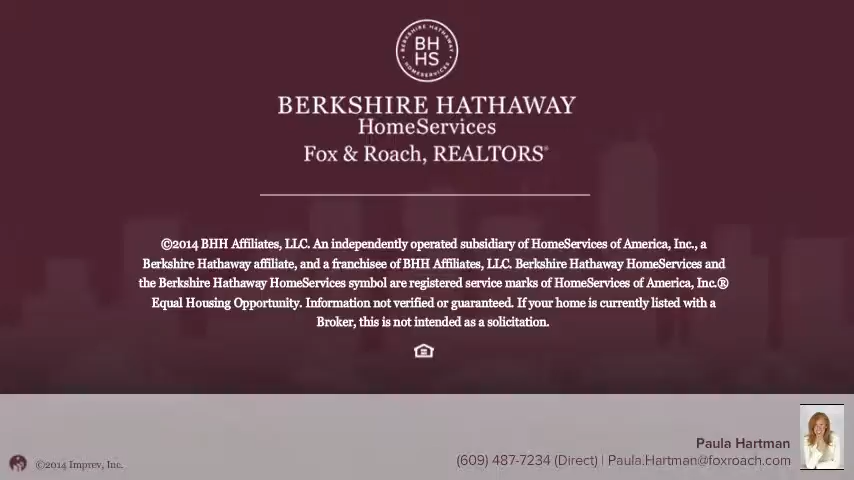 BERKSHIRE HATHAWAY HOMESERVICES
BH
HS
BERKSHIRE HATHAWAY
HomeServices
Fox & Roach, REALTORS®
©2014 BHH Affiliates, LLC. An independently operated subsidiary of HomeServices of America, Inc., a
Berkshire Hathaway affiliate, and a franchisee of BHH Affiliates, LLC. Berkshire Hathaway HomeServices and
the Berkshire Hathaway HomeServices symbol are registered service marks of HomeServices of America, Inc.®
Equal Housing Opportunity. Information not verified or guaranteed. If your home is currently listed with a
Broker, this is not intended as a solicitation.
Paula Hartman
(609) 487-7234 (Direct) | Paula.Hartman@foxroach.com
©2014 Imprev, Inc.